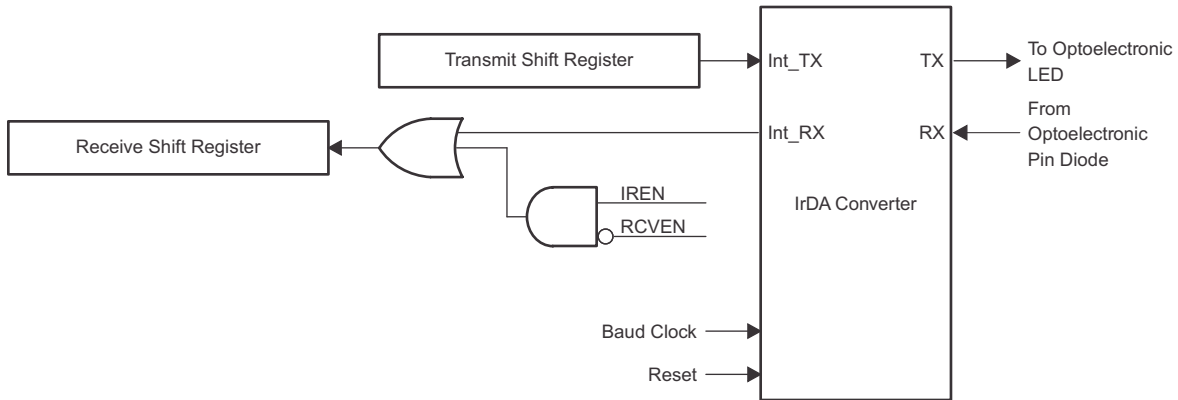 Transmit Shift Register
Int_TX
TX
To Optoelectronic
LED
Receive Shift Register
Int_RX
RX
From
Optoelectronic
Pin Diode
IREN
RCVEN
IrDA Converter
Baud Clock
Reset